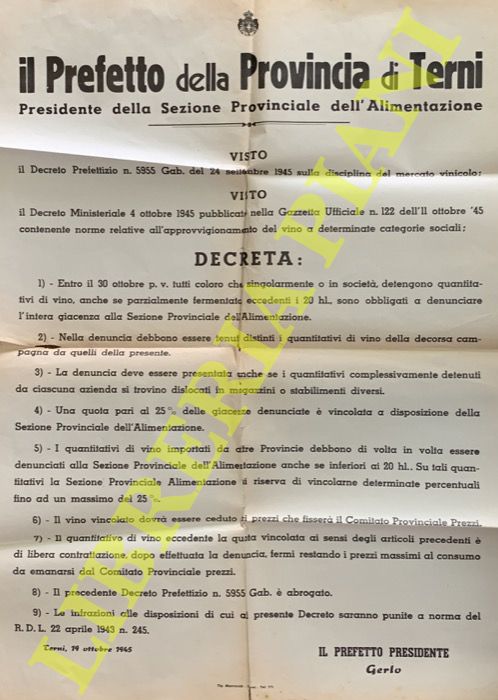 il Prefetto della Provincia di Terni
Presidente della Sezione Provinciale dell'Alimentazione
VISTO
il Decreto Prefettizio n. 5955 Gab. del 24 settembre 1945 sulla disciplina del mercato vinicolo;
VISTO
il Decreto Ministeriale 4 ottobre 1945 pubblicato nella Gazzetta Ufficiale n. 122 dell'11 ottobre '45
contenente norme relative all'approvvigionamento del vino a determinate categorie sociali;
DECRETA:
1) - Entro il 30 ottobre p. v. tutti coloro che singolarmente o in società, detengono quantita-
tivi di vino, anche se parzialmente fermentato eccedenti i 20 hl., sono obbligati a denunciare
l'intera giacenza alla Sezione Provinciale dell'Alimentazione.
2) - Nella denuncia debbono essere tenuti distinti i quantitativi di vino della decorsa cam-
pagna da quelli della presente.
3) - La denuncia deve essere presentata anche se i quantitativi complessivamente detenuti
da ciascuna azienda si trovino dislocati in magazzini o stabilimenti diversi.
4) - Una quota pari al 25% delle giacenze denunciate è vincolata a disposizione della
Sezione Provinciale dell'Alimentazione.
5) - I quantitativi di vino importati da altre Provincie debbono di volta in volta essere
denunciati alla Sezione Provinciale dell'Alimentazione anche se inferiori ai 20 hl.. Su tali quan-
titativi la Sezione Provinciale Alimentazione si riserva di vincolarne determinate percentuali
fino ad un massimo del 25%.
6) - Il vino vincolato dovrà essere ceduto ai prezzi che fisserà il Comitato Provinciale Prezzi.
7) - Il quantitativo di vino eccedente la quota vincolata ai sensi degli articoli precedenti è
di libera contrattazione, dopo effettuata la denuncia, fermi restando i prezzi massimi al consumo
da emanarsi dal Comitato Provinciale prezzi.
8) - Il precedente Decreto Prefettizio n. 5955 Gab. è abrogato.
9) - Le infrazioni alle disposizioni di cui al presente Decreto saranno punite a norma del
R. D. L. 22 aprile 1943 n. 245.
Terni, 19 ottobre 1945
IL PREFETTO PRESIDENTE
Gerlo
LIBRERIA PIANI